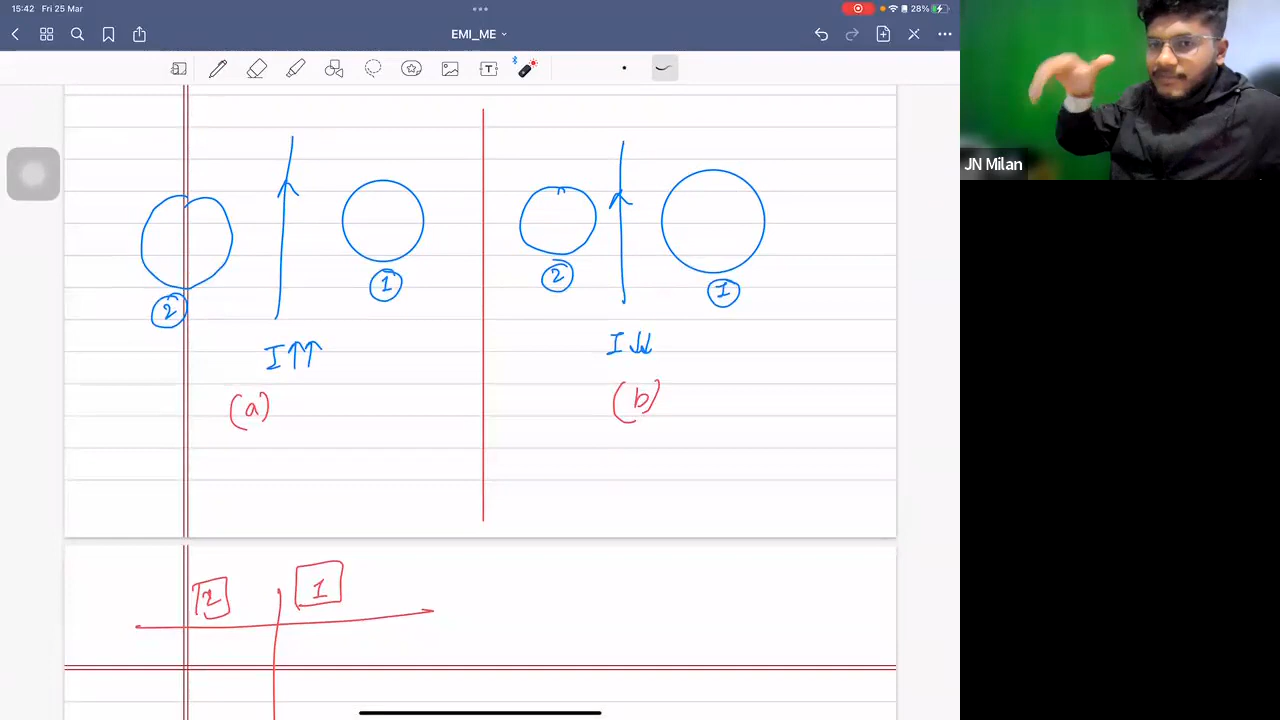 15:42 Fri 25 Mar
28%
EMI_ME
JN Milan
2
1
2
1
I↑↑
I↓↓
(a)
(b)
2
1